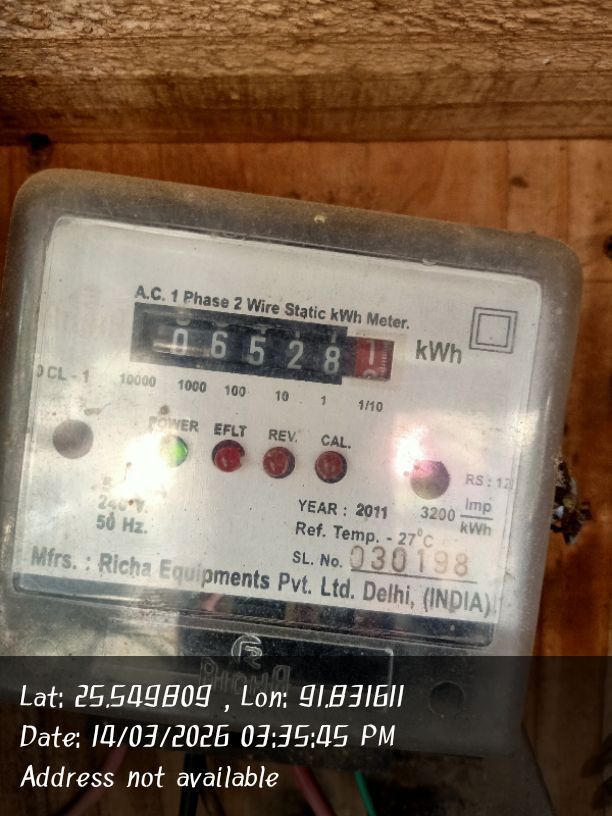 A.C. 1 Phase 2 Wire Static kWh Meter.
0 6 5 2 8 1 kWh
CL - 1 10000 1000 100 10 1 1/10
POWER EFLT REV. CAL.
RS : 12
YEAR : 2011 3200 Imp
kWh
240 V.
50 Hz.
Ref. Temp. - 27°C
SL. No. 030198
Mfrs. : Richa Equipments Pvt. Ltd. Delhi, (INDIA)
Lat: 25.549809 , Lon: 91.831611
Date: 14/03/2026 03:35:45 PM
Address not available